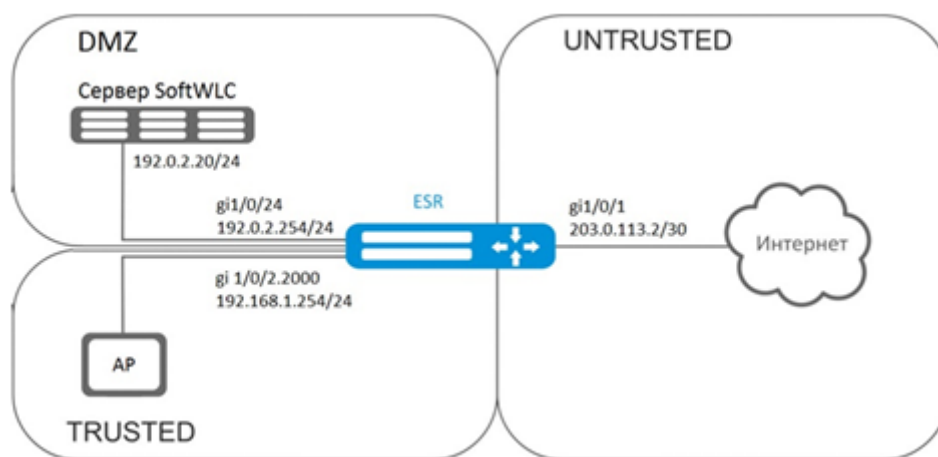 DMZ
UNTRUSTED
Сервер SoftWLC
192.0.2.20/24
gi1/0/24
192.0.2.254/24
ESR
gi1/0/1
203.0.113.2/30
Интернет
gi 1/0/2.2000
192.168.1.254/24
AP
TRUSTED